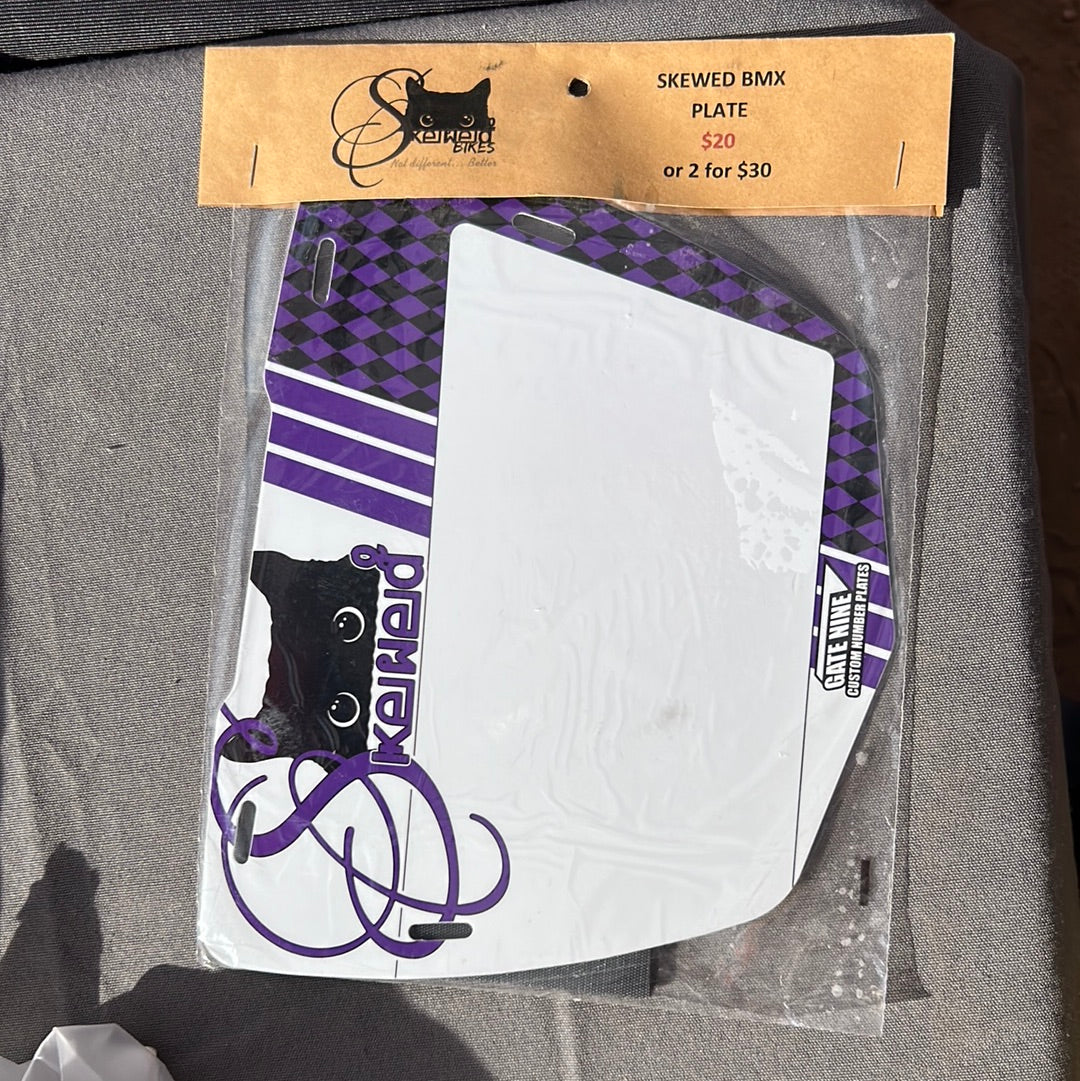 Skewed
BIKES
Not different... Better
SKEWED BMX
PLATE
$20
or 2 for $30
Skewed
GATE NINE
CUSTOM NUMBER PLATES